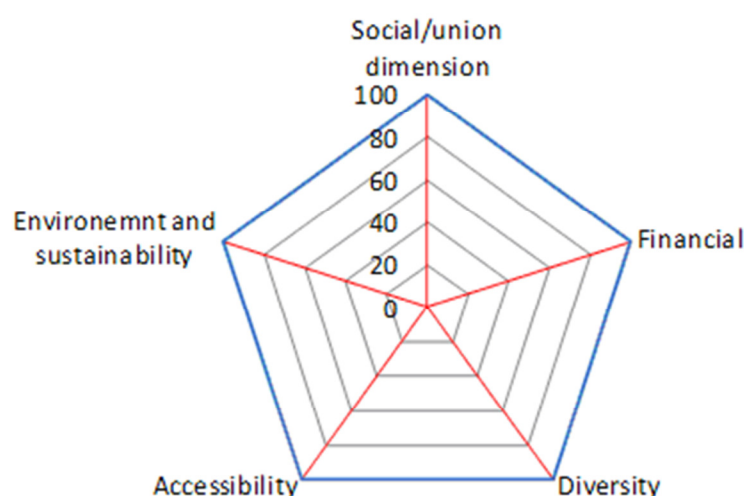 Social/union
dimension
100
80
60
40
20
0
Environemnt and
sustainability
Financial
Accessibility
Diversity